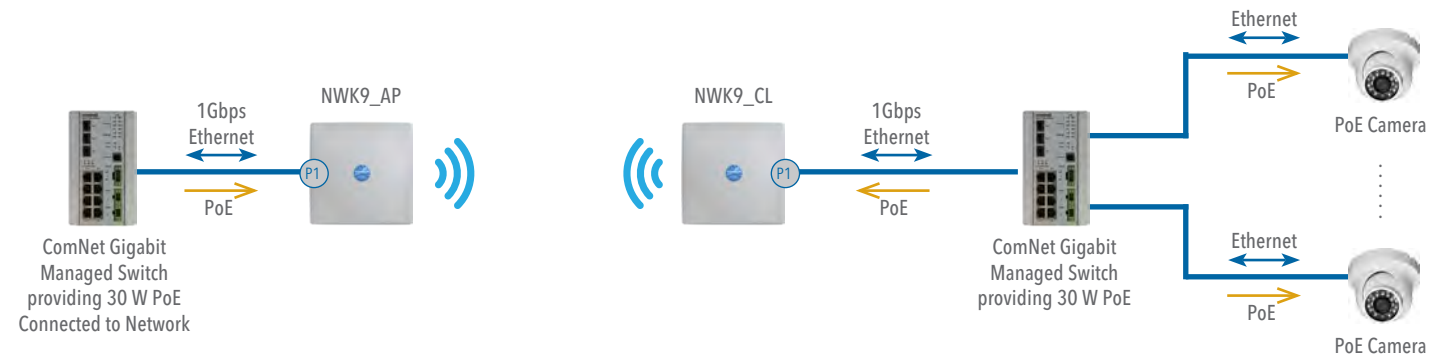 Ethernet
PoE
PoE Camera
NWK9_AP
NWK9_CL
1Gbps
Ethernet
P1
PoE
1Gbps
Ethernet
P1
PoE
ComNet Gigabit
Managed Switch
providing 30 W PoE
Connected to Network
ComNet Gigabit
Managed Switch
providing 30 W PoE
Ethernet
PoE
PoE Camera